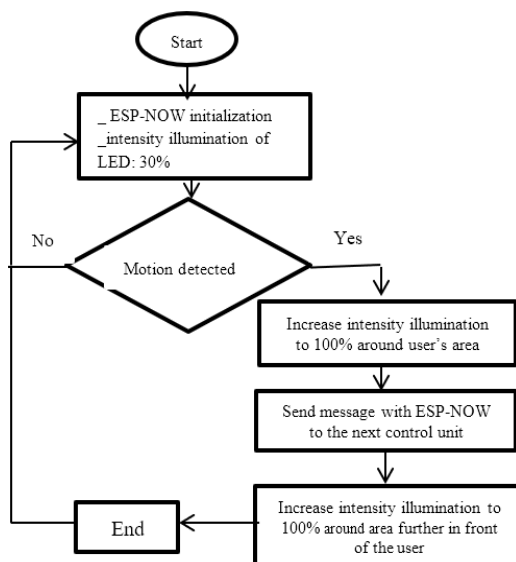 Start
_ ESP-NOW initialization
_intensity illumination of
LED: 30%
No
Yes
Motion detected
Increase intensity illumination
to 100% around user's area
Send message with ESP-NOW
to the next control unit
Increase intensity illumination to
100% around area further in front
of the user
End